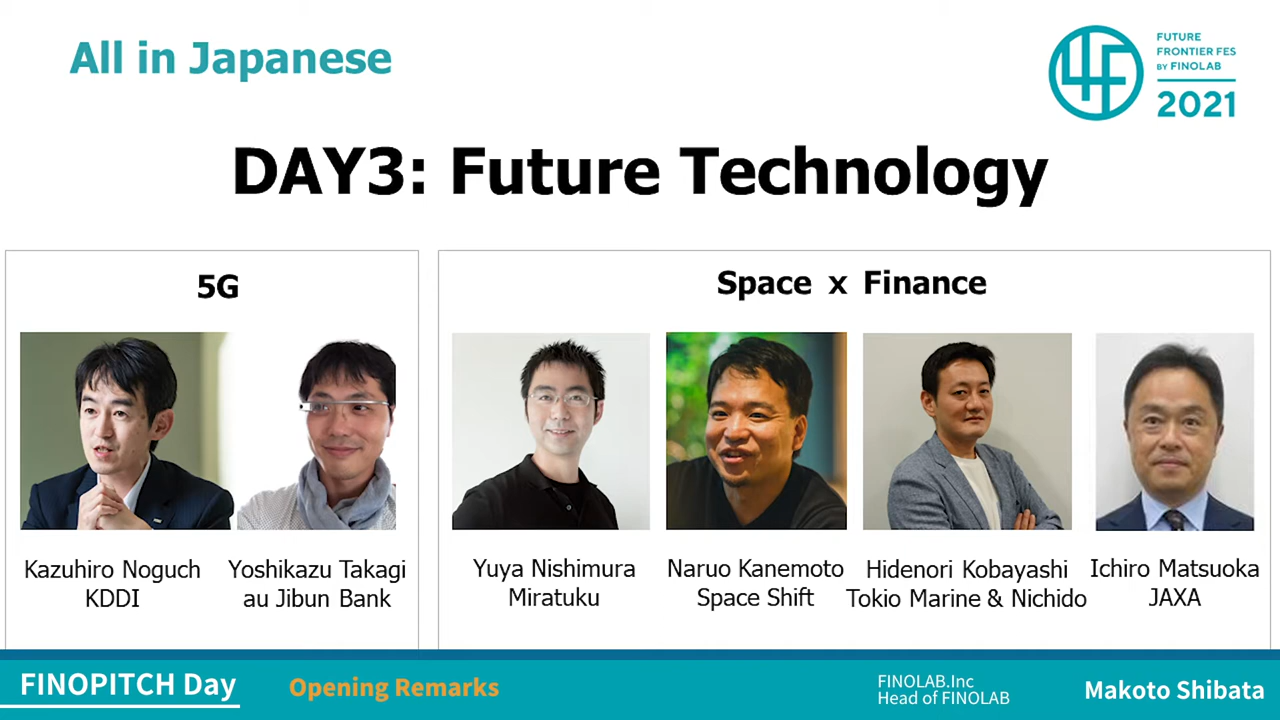 All in Japanese
FUTURE
FRONTIER FES
BY FINOLAB
2021
DAY3: Future Technology
5G
Space x Finance
Kazuhiro Noguch
KDDI
Yoshikazu Takagi
au Jibun Bank
Yuya Nishimura
Miratuku
Naruo Kanemoto
Space Shift
Hidenori Kobayashi
Tokio Marine & Nichido
Ichiro Matsuoka
JAXA
FINOPITCH Day
Opening Remarks
FINOLAB.Inc
Head of FINOLAB
Makoto Shibata